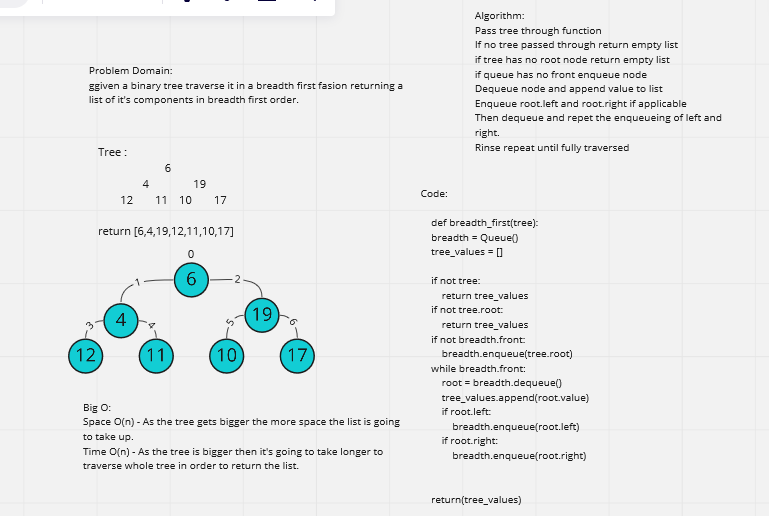 Problem Domain:
ggiven a binary tree traverse it in a breadth first fasion returning a
list of it's components in breadth first order.
Tree :
6
4 19
12 11 10 17
return [6,4,19,12,11,10,17]
0
6
1 2
4 19
3 4 5 6
12 11 10 17
Big O:
Space O(n) - As the tree gets bigger the more space the list is going
to take up.
Time O(n) - As the tree is bigger then it's going to take longer to
traverse whole tree in order to return the list.
Algorithm:
Pass tree through function
If no tree passed through return empty list
if tree has no root node return empty list
if queue has no front enqueue node
Dequeue node and append value to list
Enqueue root.left and root.right if applicable
Then dequeue and repet the enqueueing of left and
right.
Rinse repeat until fully traversed
Code:
def breadth_first(tree):
breadth = Queue()
tree_values = []
if not tree:
return tree_values
if not tree.root:
return tree_values
if not breadth.front:
breadth.enqueue(tree.root)
while breadth.front:
root = breadth.dequeue()
tree_values.append(root.value)
if root.left:
breadth.enqueue(root.left)
if root.right:
breadth.enqueue(root.right)
return(tree_values)